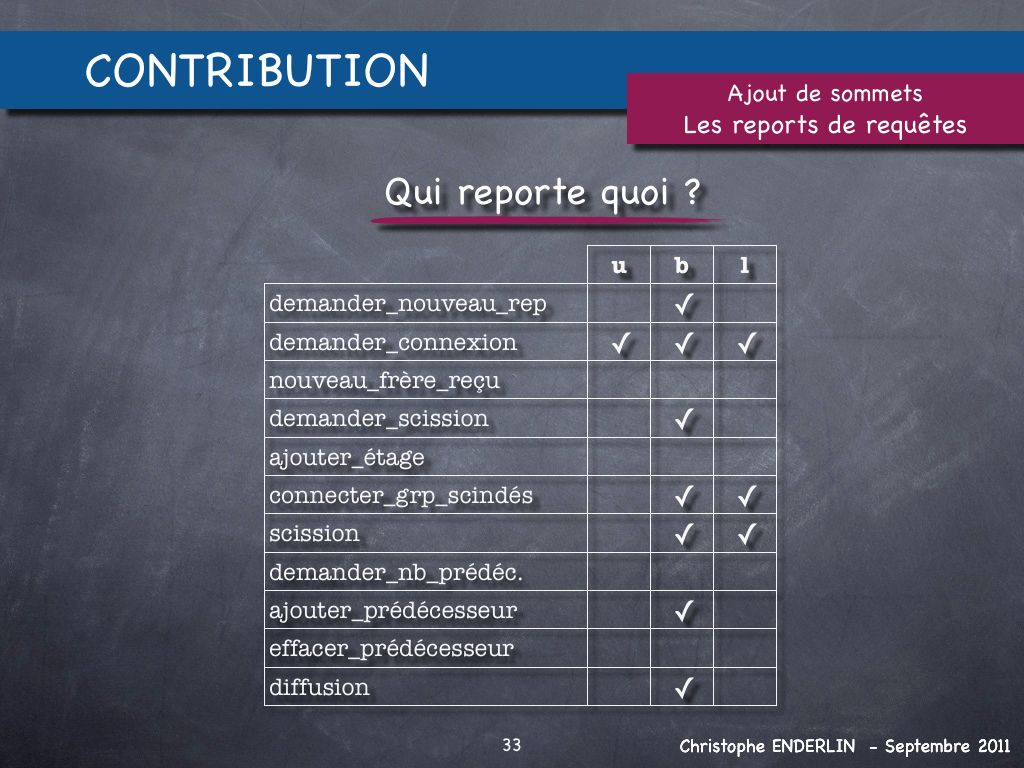 CONTRIBUTION
Ajout de sommets
Les reports de requêtes
Qui reporte quoi ?
u b l
demander_nouveau_rep ✓
demander_connexion ✓ ✓ ✓
nouveau_frère_reçu
demander_scission ✓
ajouter_étage
connecter_grp_scindés ✓ ✓
scission ✓ ✓
demander_nb_prédéc.
ajouter_prédécesseur ✓
effacer_prédécesseur
diffusion ✓
33
Christophe ENDERLIN - Septembre 2011